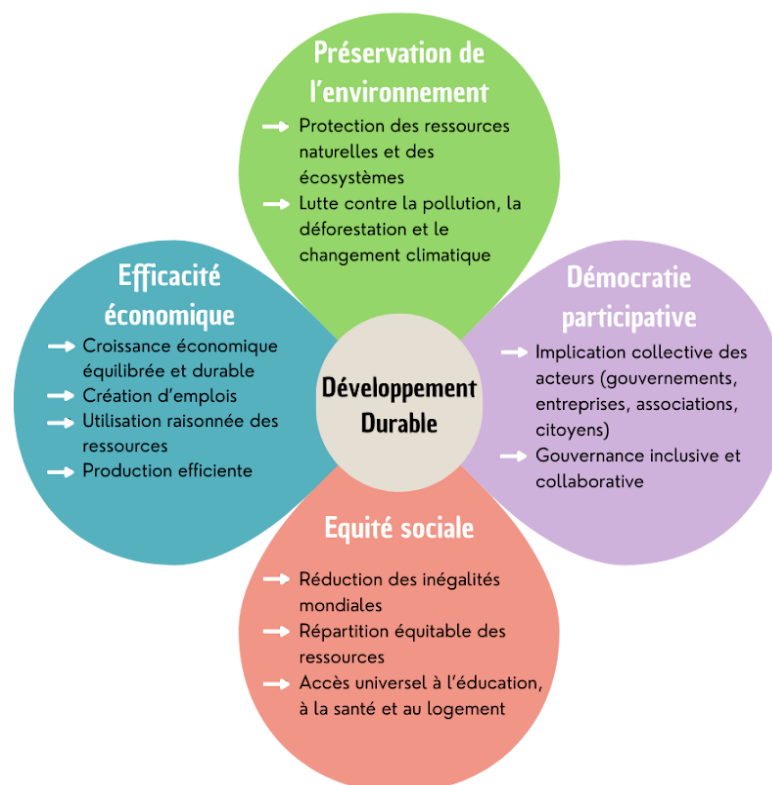 Préservation de
l'environnement
Protection des ressources
naturelles et des
écosystèmes
Lutte contre la pollution, la
déforestation et le
changement climatique
Efficacité
économique
Croissance économique
équilibrée et durable
Création d'emplois
Utilisation raisonnée des
ressources
Production efficiente
Développement
Durable
Démocratie
participative
Implication collective des
acteurs (gouvernements,
entreprises, associations,
citoyens)
Gouvernance inclusive et
collaborative
Equité sociale
Réduction des inégalités
mondiales
Répartition équitable des
ressources
Accès universel à l'éducation,
à la santé et au logement